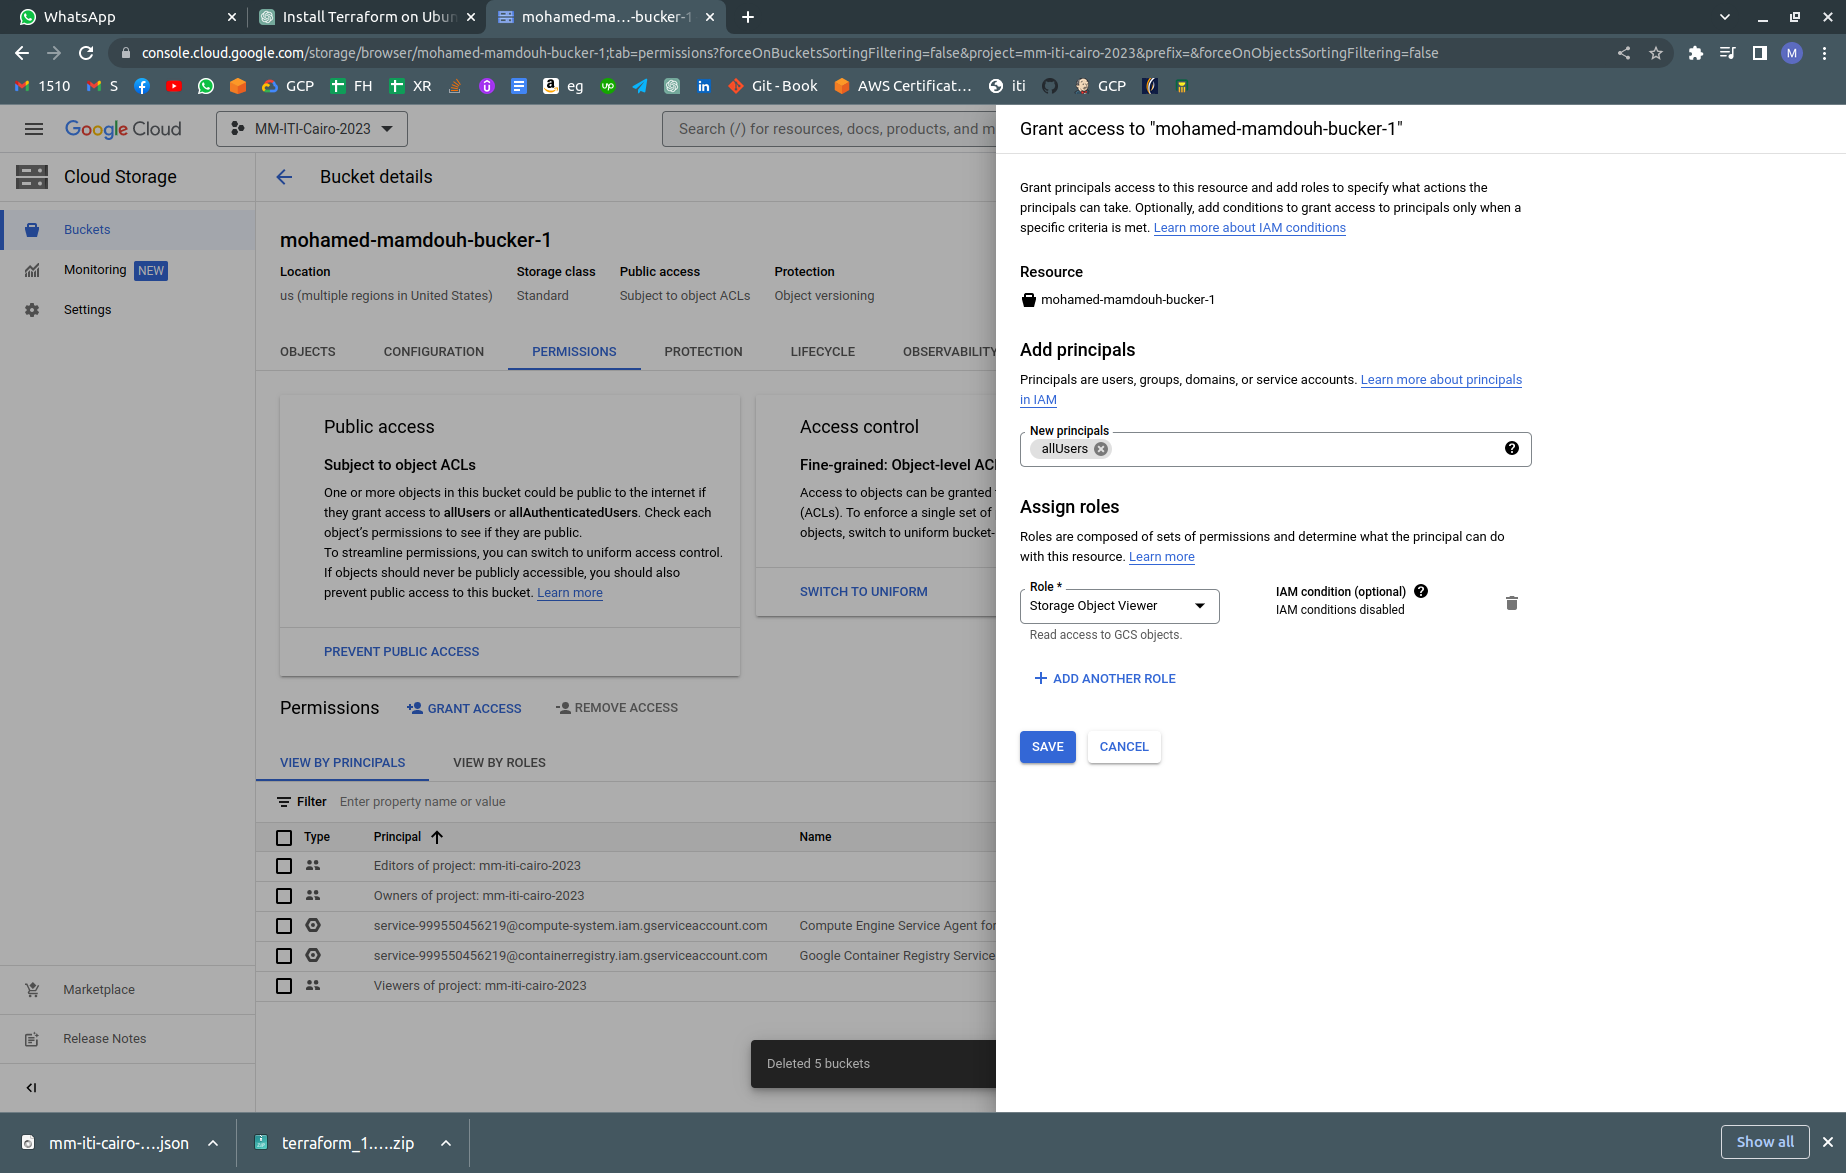 WhatsApp
Install Terraform on Ubun
mohamed-ma...-bucker-1
console.cloud.google.com/storage/browser/mohamed-mamdouh-bucker-1;tab=permissions?forceOnBucketsSortingFiltering=false&project=mm-iti-cairo-2023&prefix=&forceOnObjectsSortingFiltering=false
M
1510
S
GCP
FH
XR
eg
Git - Book
AWS Certificat...
iti
GCP
Google Cloud
MM-ITI-Cairo-2023
Search (/) for resources, docs, products, and m
Cloud Storage
Buckets
Monitoring NEW
Settings
Marketplace
Release Notes
Bucket details
mohamed-mamdouh-bucker-1
Location Storage class Public access Protection
us (multiple regions in United States) Standard Subject to object ACLs Object versioning
OBJECTS CONFIGURATION PERMISSIONS PROTECTION LIFECYCLE OBSERVABILITY
Public access
Subject to object ACLs
One or more objects in this bucket could be public to the internet if
they grant access to allUsers or allAuthenticatedUsers. Check each
object's permissions to see if they are public.
To streamline permissions, you can switch to uniform access control.
If objects should never be publicly accessible, you should also
prevent public access to this bucket. Learn more
PREVENT PUBLIC ACCESS
Access control
Fine-grained: Object-level ACL
Access to objects can be granted
(ACLs). To enforce a single set of
objects, switch to uniform bucket-
SWITCH TO UNIFORM
Permissions GRANT ACCESS REMOVE ACCESS
VIEW BY PRINCIPALS VIEW BY ROLES
Filter Enter property name or value
Type Principal Name
Editors of project: mm-iti-cairo-2023
Owners of project: mm-iti-cairo-2023
service-999550456219@compute-system.iam.gserviceaccount.com Compute Engine Service Agent for
service-999550456219@containerregistry.iam.gserviceaccount.com Google Container Registry Service
Viewers of project: mm-iti-cairo-2023
Deleted 5 buckets
Grant access to "mohamed-mamdouh-bucker-1"
Grant principals access to this resource and add roles to specify what actions the
principals can take. Optionally, add conditions to grant access to principals only when a
specific criteria is met. Learn more about IAM conditions
Resource
mohamed-mamdouh-bucker-1
Add principals
Principals are users, groups, domains, or service accounts. Learn more about principals
in IAM
New principals
allUsers
Assign roles
Roles are composed of sets of permissions and determine what the principal can do
with this resource. Learn more
Role *
Storage Object Viewer
Read access to GCS objects.
IAM condition (optional)
IAM conditions disabled
ADD ANOTHER ROLE
SAVE CANCEL
mm-iti-cairo-....json
terraform_1.....zip
Show all